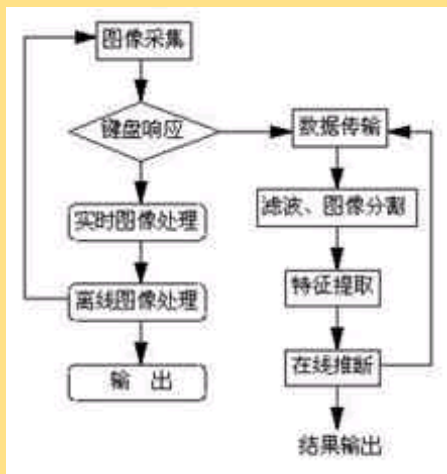 图像采集
键盘响应
实时图像处理
离线图像处理
输 出
数据传输
滤波、图像分割
特征提取
在线推断
结果输出